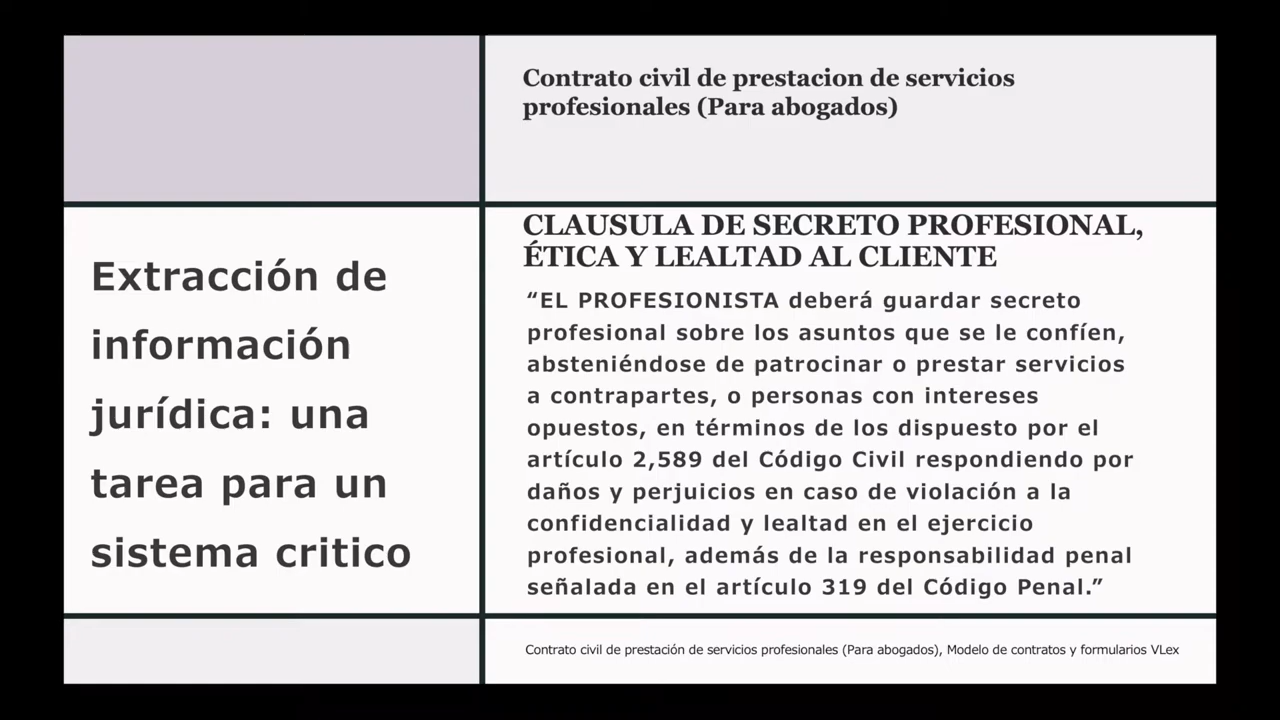 Contrato civil de prestacion de servicios
profesionales (Para abogados)
Extracción de
información
jurídica: una
tarea para un
sistema critico
CLAUSULA DE SECRETO PROFESIONAL,
ÉTICA Y LEALTAD AL CLIENTE
“EL PROFESIONISTA deberá guardar secreto
profesional sobre los asuntos que se le confíen,
absteniéndose de patrocinar o prestar servicios
a contrapartes, o personas con intereses
opuestos, en términos de los dispuesto por el
artículo 2,589 del Código Civil respondiendo por
daños y perjuicios en caso de violación a la
confidencialidad y lealtad en el ejercicio
profesional, además de la responsabilidad penal
señalada en el artículo 319 del Código Penal.”
Contrato civil de prestación de servicios profesionales (Para abogados), Modelo de contratos y formularios VLex